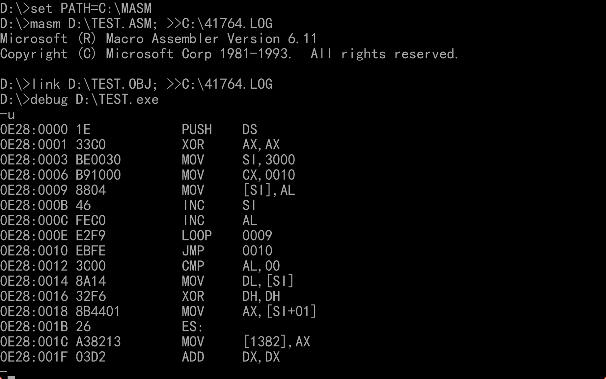 D:\>set PATH=C:\MASM
D:\>masm D:\TEST.ASM; >>C:\41764.LOG
Microsoft (R) Macro Assembler Version 6.11
Copyright (C) Microsoft Corp 1981-1993.  All rights reserved.

D:\>link D:\TEST.OBJ; >>C:\41764.LOG
D:\>debug D:\TEST.exe
-u
0E28:0000 1E            PUSH    DS
0E28:0001 33C0          XOR     AX,AX
0E28:0003 BE0030        MOV     SI,3000
0E28:0006 B91000        MOV     CX,0010
0E28:0009 8804          MOV     [SI],AL
0E28:000B 46            INC     SI
0E28:000C FEC0          INC     AL
0E28:000E E2F9          LOOP    0009
0E28:0010 EBFE          JMP     0010
0E28:0012 3C00          CMP     AL,00
0E28:0014 8A14          MOV     DL,[SI]
0E28:0016 32F6          XOR     DH,DH
0E28:0018 8B4401        MOV     AX,[SI+01]
0E28:001B 26            ES:
0E28:001C A38213        MOV     [1382],AX
0E28:001F 03D2          ADD     DX,DX
-